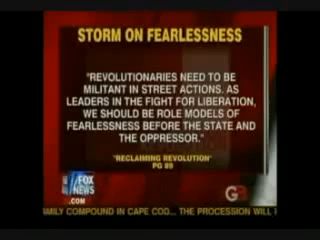 STORM ON FEARLESSNESS
"REVOLUTIONARIES NEED TO BE
MILITANT IN STREET ACTIONS. AS
LEADERS IN THE FIGHT FOR LIBERATION,
WE SHOULD BE ROLE MODELS OF
FEARLESSNESS BEFORE THE STATE AND
THE OPPRESSOR."
"RECLAIMING REVOLUTION"
PG 89
FOX
NEWS
.COM
FAMILY COMPOUND IN CAPE COD... THE PROCESSION WILL